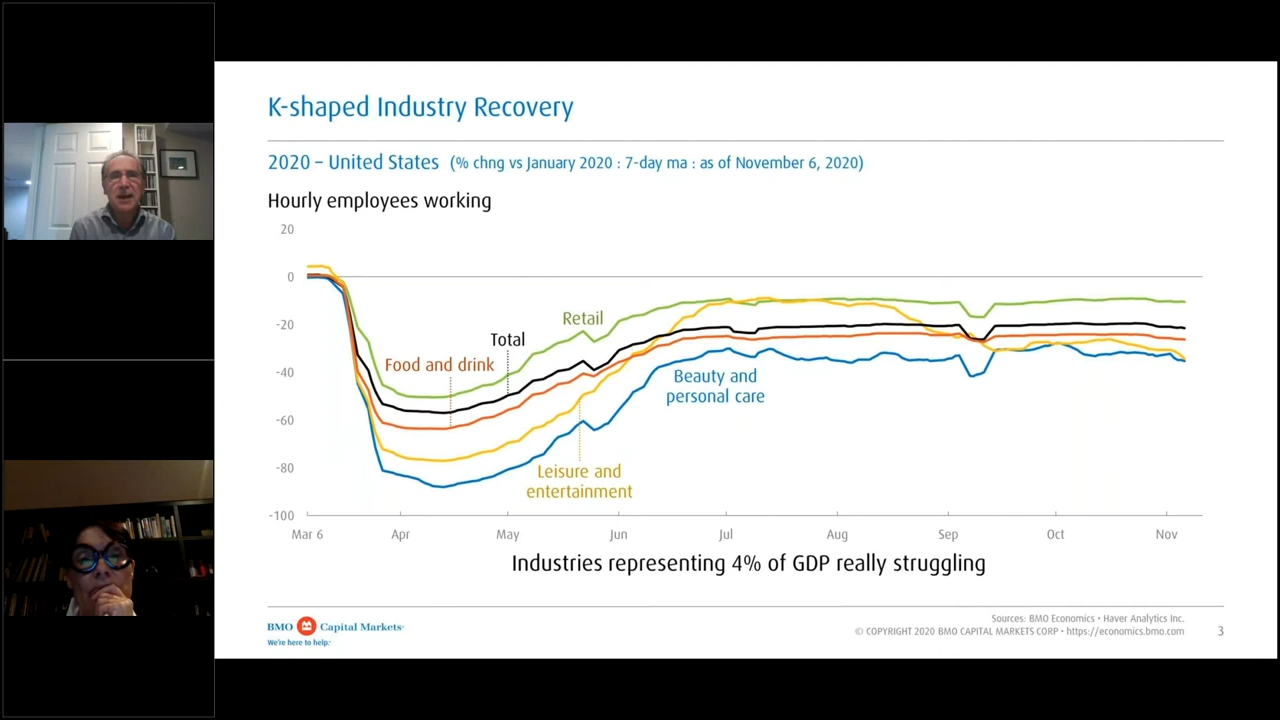 K-shaped Industry Recovery
2020 – United States (% chng vs January 2020 : 7-day ma : as of November 6, 2020)
Hourly employees working
20
0
-20
-40
-60
-80
-100
Retail
Total
Food and drink
Beauty and
personal care
Leisure and
entertainment
Mar 6 Apr May Jun Jul Aug Sep Oct Nov
Industries representing 4% of GDP really struggling
BMO Capital Markets
We're here to help.
Sources: BMO Economics • Haver Analytics Inc.
© COPYRIGHT 2020 BMO CAPITAL MARKETS CORP • https://economics.bmo.com
3